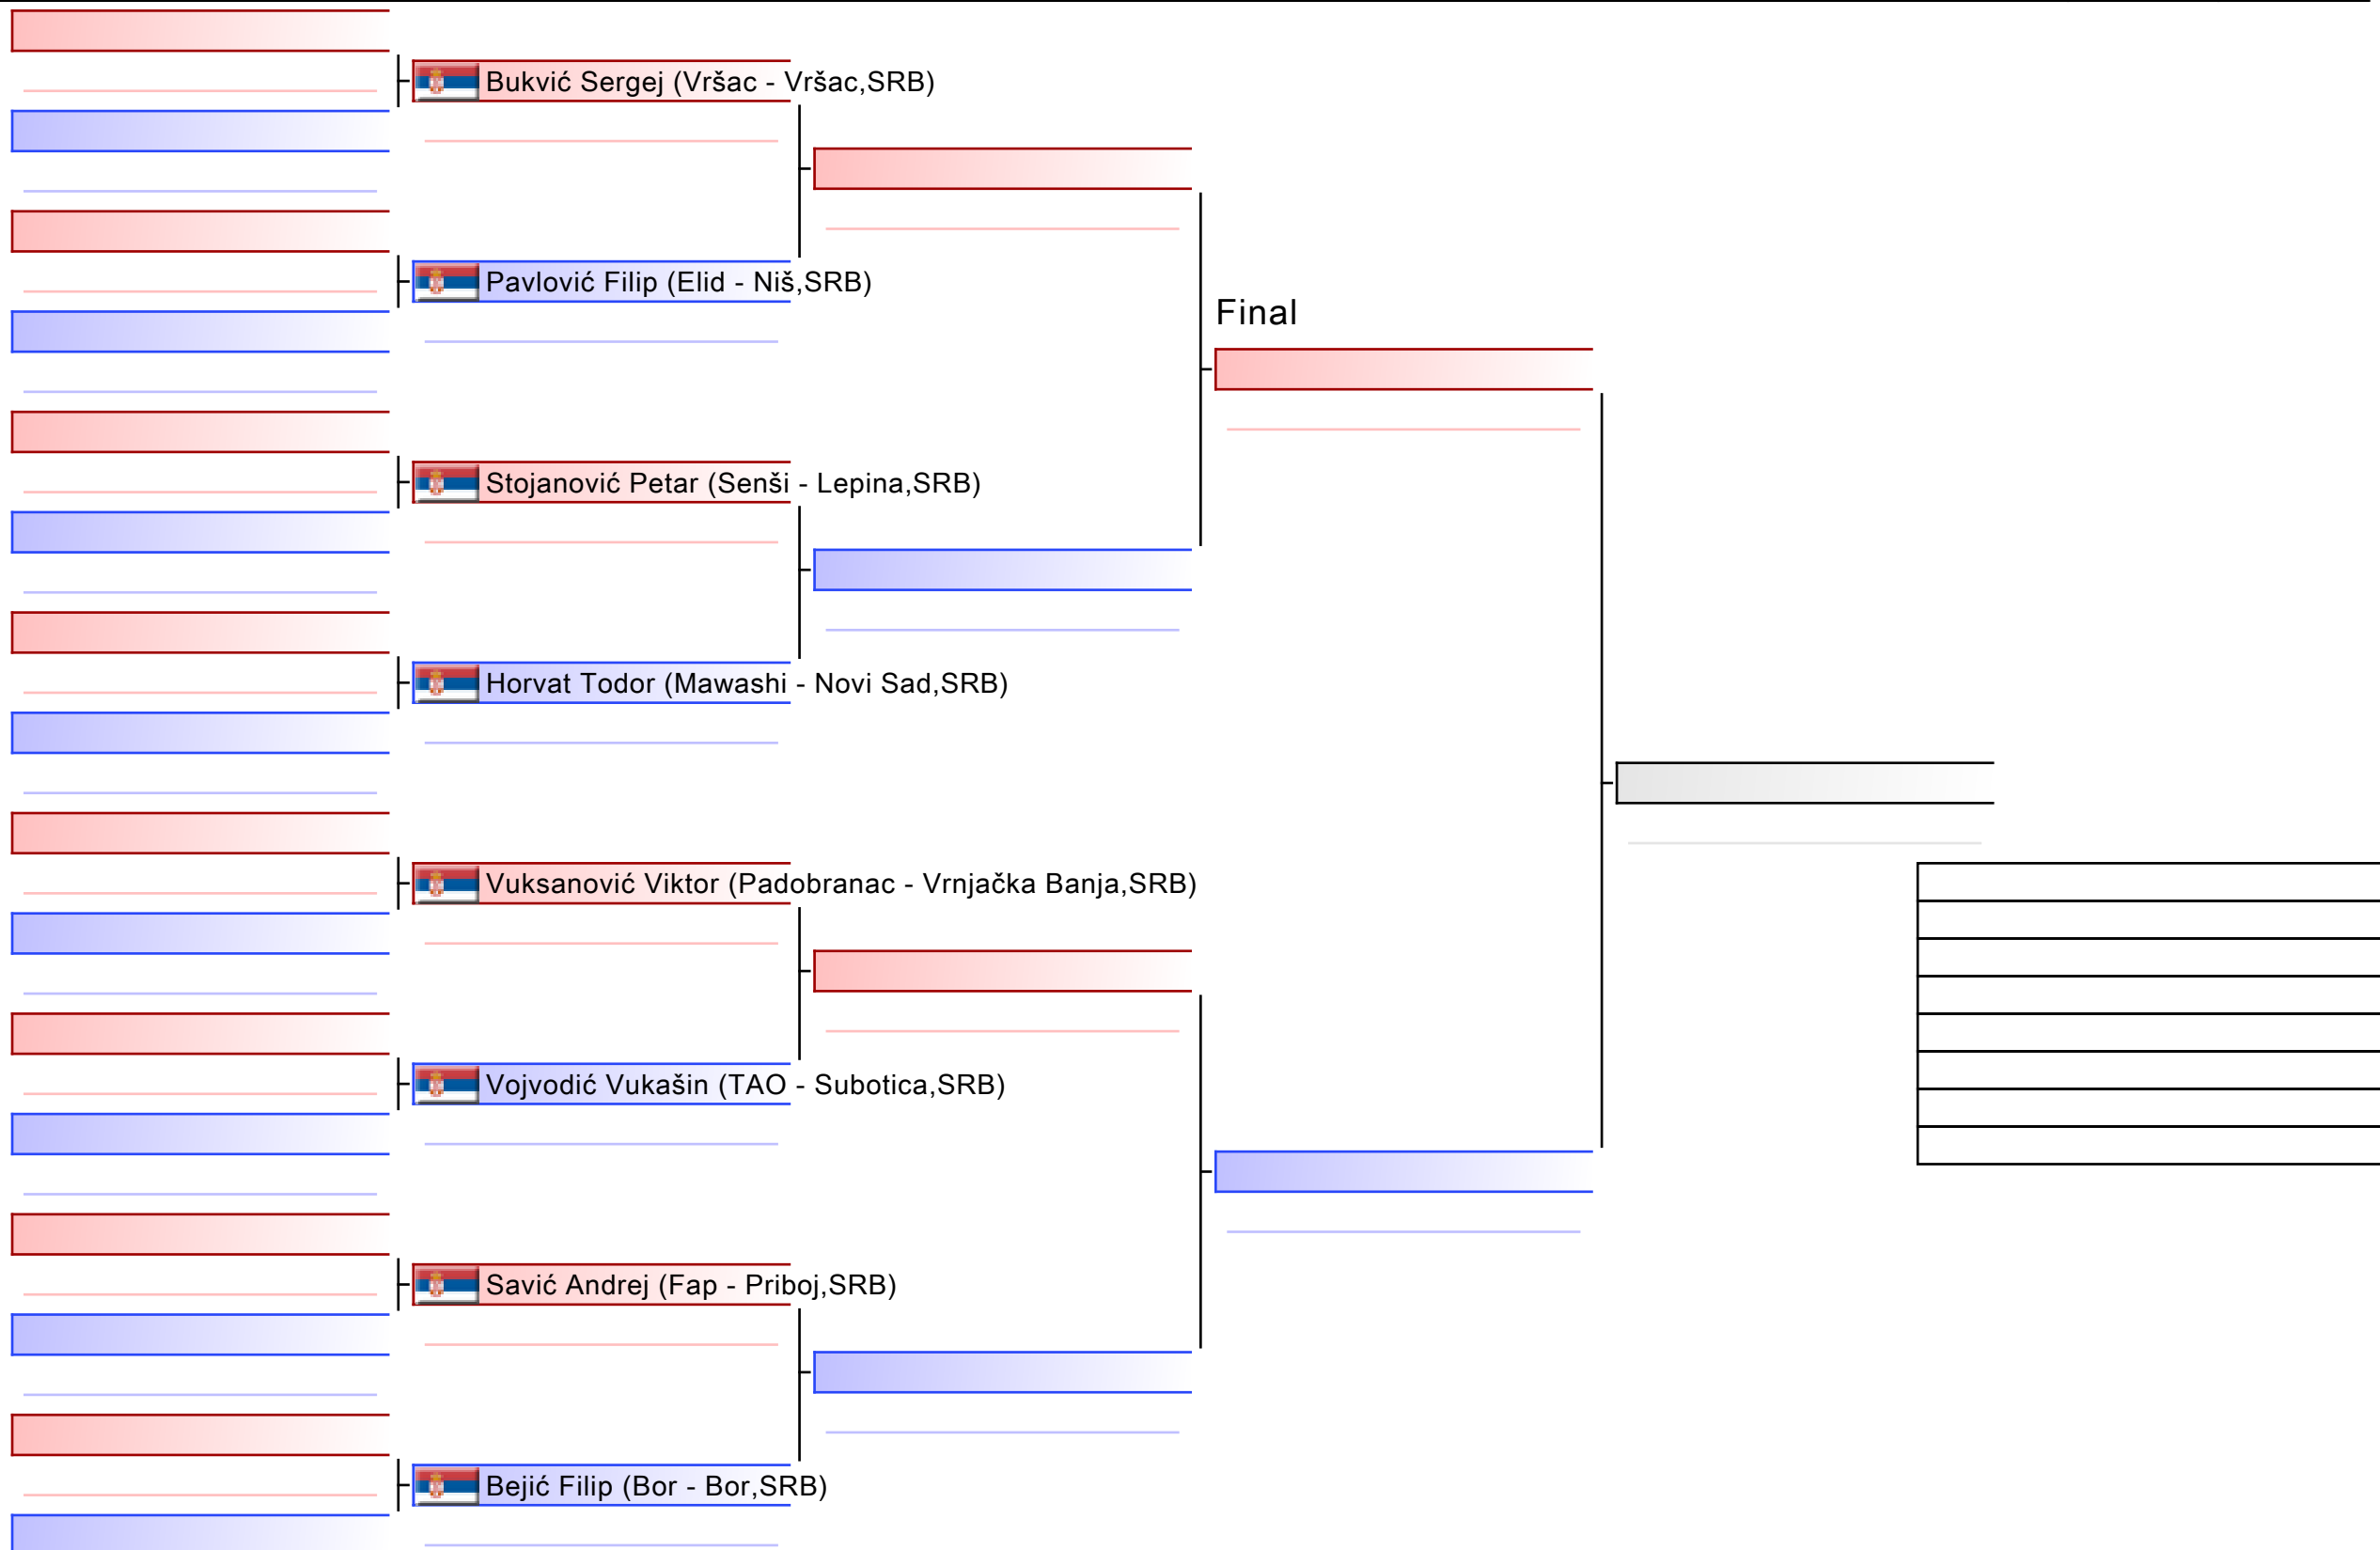 Bukvić Sergej (Vršac - Vršac,SRB)
Pavlović Filip (Elid - Niš,SRB)
Final
Stojanović Petar (Senši - Lepina,SRB)
Horvat Todor (Mawashi - Novi Sad,SRB)
Vuksanović Viktor (Padobranac - Vrnjačka Banja,SRB)
Vojvodić Vukašin (TAO - Subotica,SRB)
Savić Andrej (Fap - Priboj,SRB)
Bejić Filip (Bor - Bor,SRB)